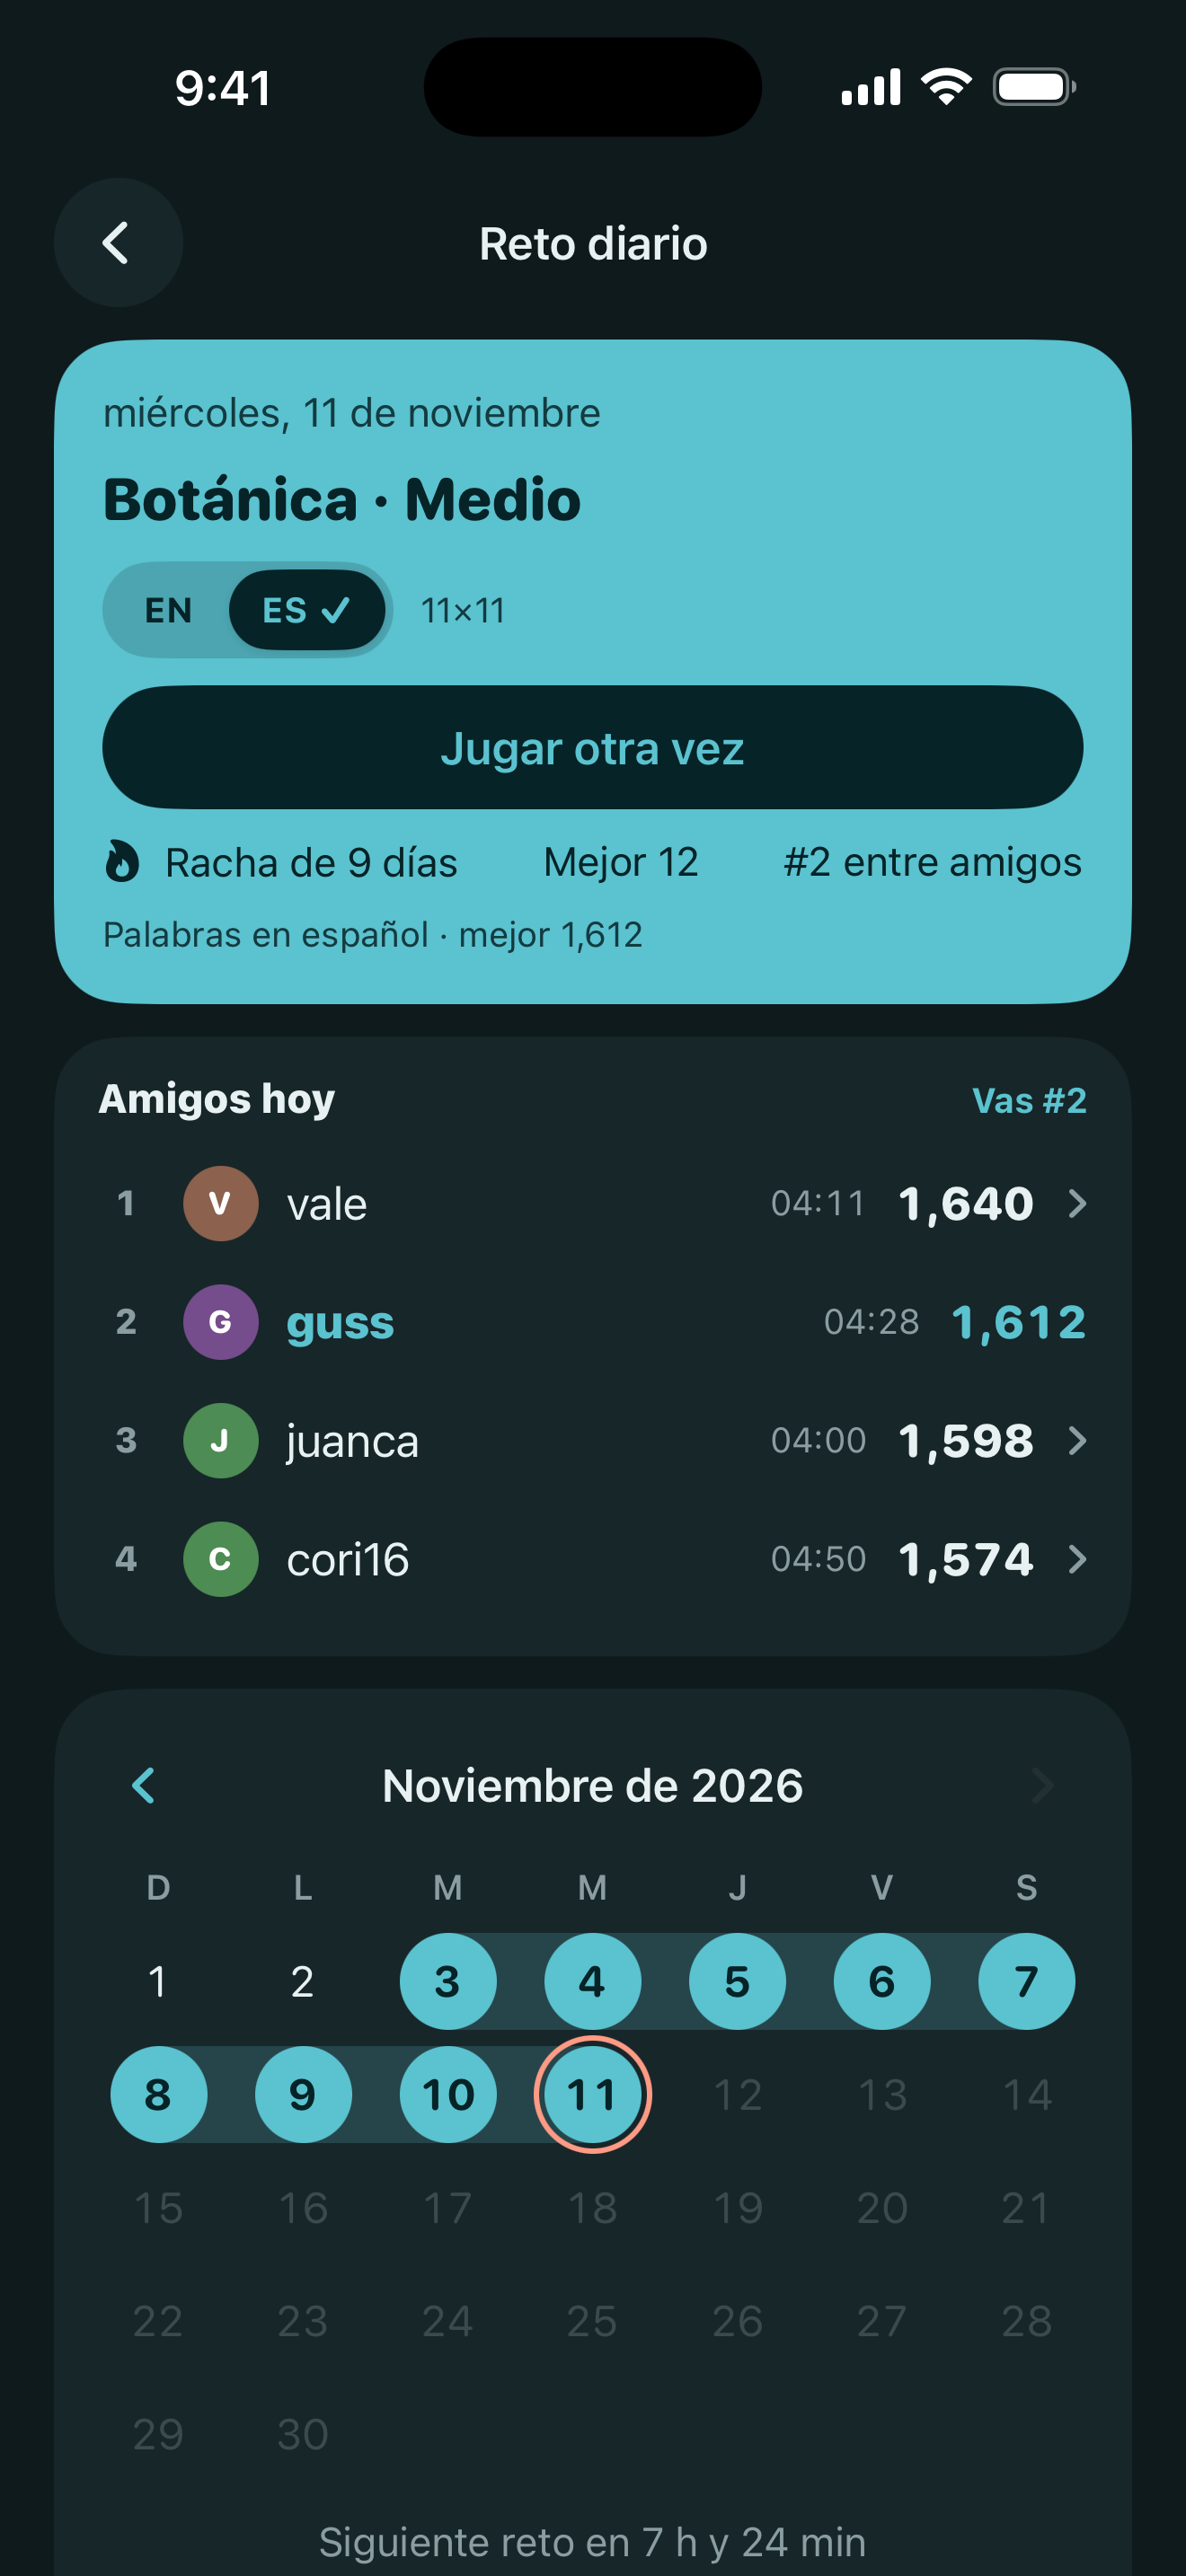 9:41
Reto diario
miércoles, 11 de noviembre
Botánica · Medio
EN ES 11×11
Jugar otra vez
Racha de 9 días Mejor 12 #2 entre amigos
Palabras en español · mejor 1,612
Amigos hoy Vas #2
1 V vale 04:11 1,640
2 G guss 04:28 1,612
3 J juanca 04:00 1,598
4 C cori16 04:50 1,574
Noviembre de 2026
D L M M J V S
1 2 3 4 5 6 7
8 9 10 11 12 13 14
15 16 17 18 19 20 21
22 23 24 25 26 27 28
29 30
Siguiente reto en 7 h y 24 min